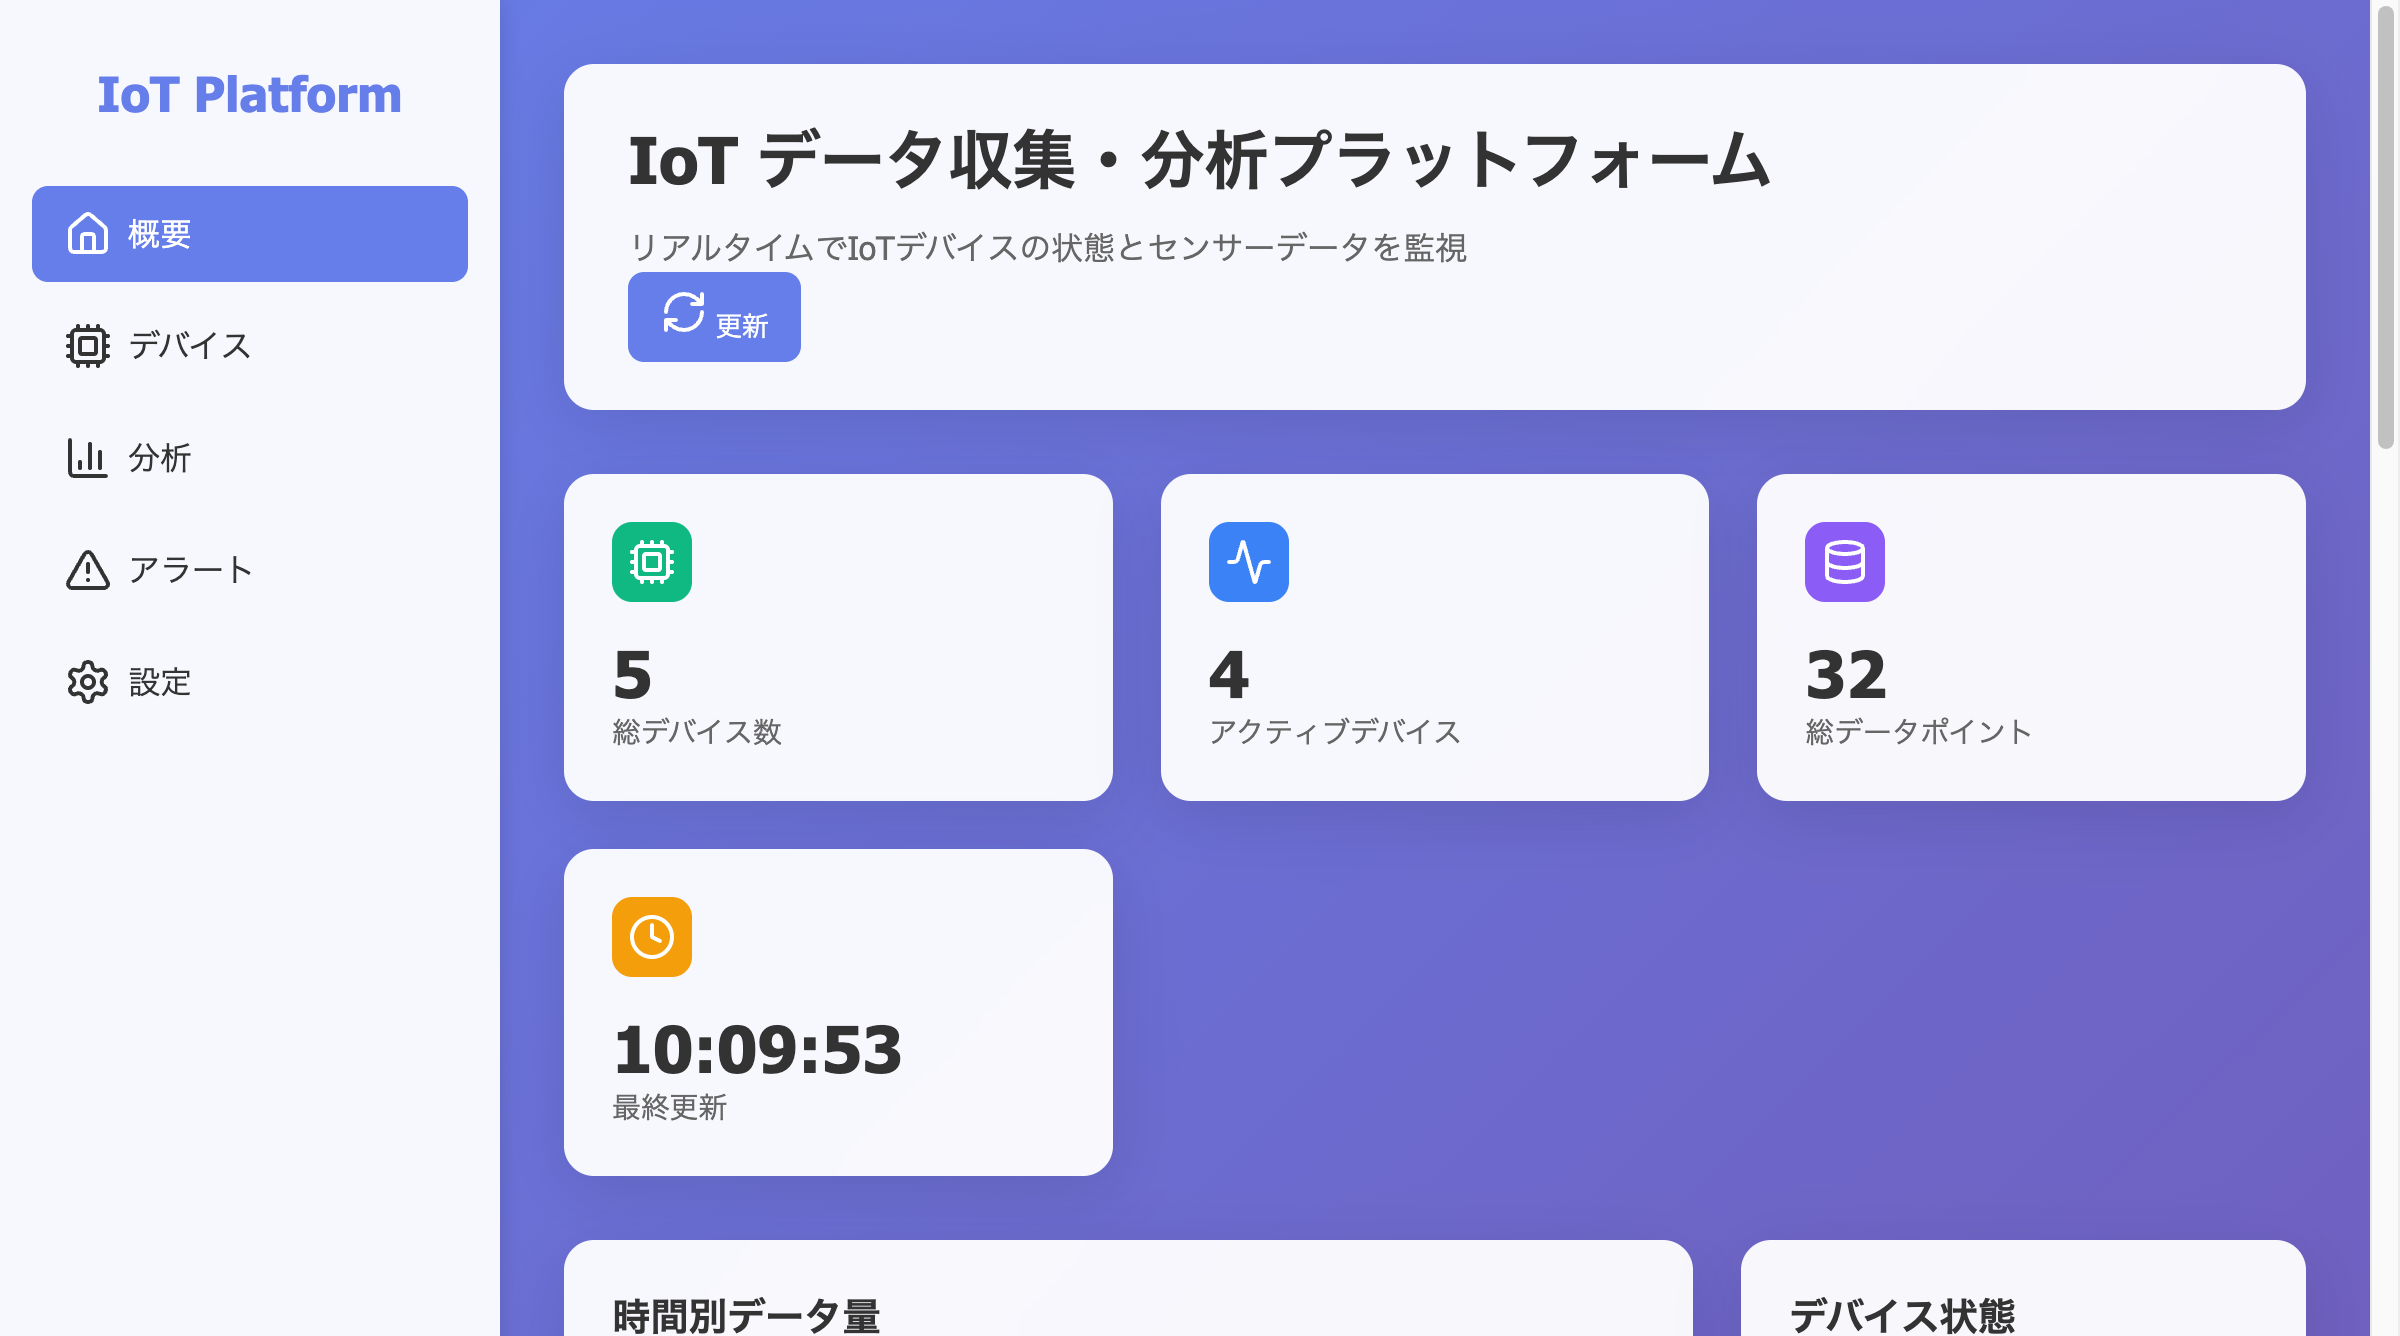 IoT Platform
概要
デバイス
分析
アラート
設定
IoT データ収集・分析プラットフォーム
リアルタイムでIoTデバイスの状態とセンサーデータを監視
更新
5
総デバイス数
4
アクティブデバイス
32
総データポイント
10:09:53
最終更新
時間別データ量
デバイス状態